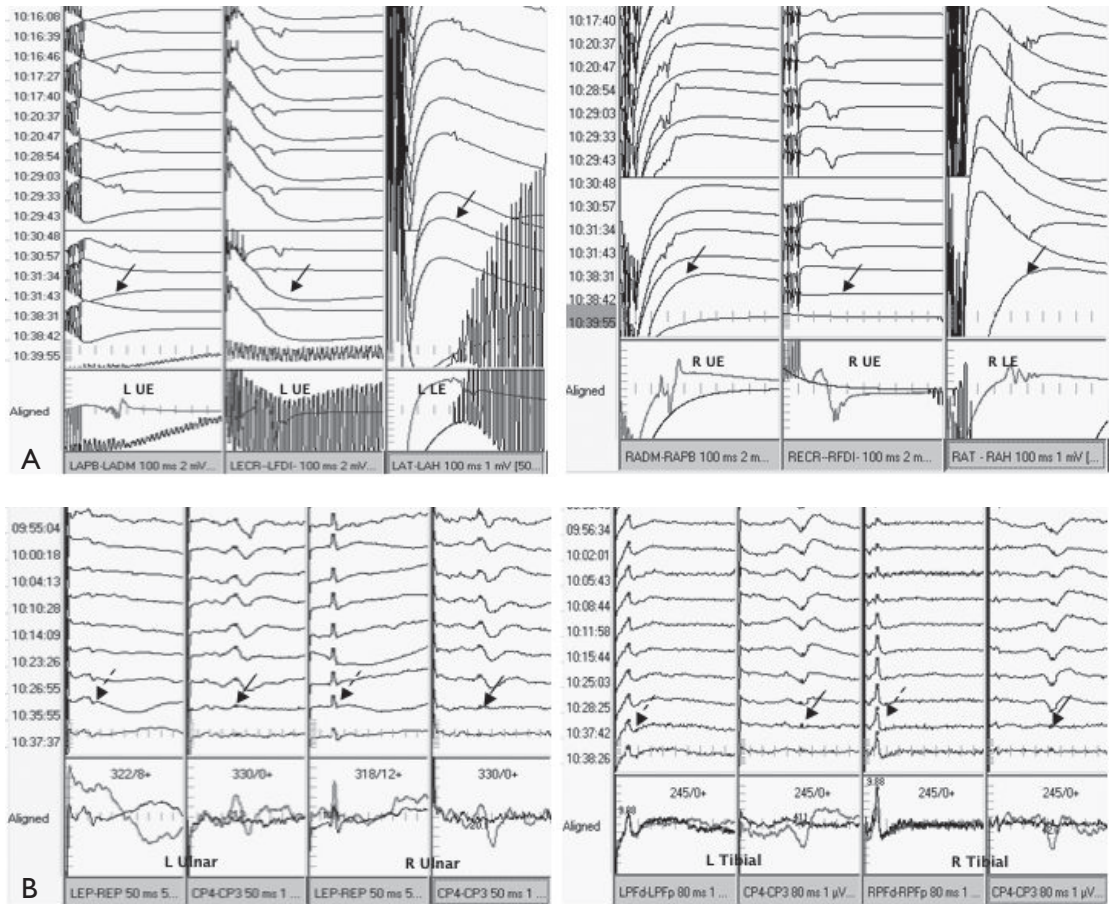 10:16:08
10:16:39
10:16:46
10:17:27
10:17:40
10:20:37
10:20:47
10:28:54
10:29:03
10:29:33
10:29:43
10:30:48
10:30:57
10:31:34
10:31:43
10:38:31
10:38:42
10:39:55
Aligned
L UE
L UE
L LE
A
LAPB-LADM 100 ms 2 mV...
LECR--LFDI- 100 ms 2 mV...
LAT-LAH 100 ms 1 mV [50...
10:17:40
10:20:37
10:20:47
10:28:54
10:29:03
10:29:33
10:29:43
10:30:48
10:30:57
10:31:34
10:31:43
10:38:31
10:38:42
10:39:55
Aligned
R UE
R UE
R LE
RADM-RAPB 100 ms 2 m...
RECR--RFDI- 100 ms 2 m...
RAT - RAH 100 ms 1 mV [...
09:55:04
10:00:18
10:04:13
10:10:28
10:14:09
10:23:26
10:26:55
10:35:55
10:37:37
322/8+
330/0+
318/12+
330/0+
Aligned
L Ulnar
R Ulnar
B
LEP-REP 50 ms 5...
CP4-CP3 50 ms 1 ...
LEP-REP 50 ms 5...
CP4-CP3 50 ms 1 ...
09:56:34
10:02:01
10:05:43
10:08:44
10:11:58
10:15:44
10:25:03
10:28:25
10:37:42
10:38:26
245/0+
245/0+
245/0+
245/0+
9.88
9.88
Aligned
L Tibial
R Tibial
LPFd-LPFp 80 ms 1 ...
CP4-CP3 80 ms 1 µV...
RPFd-RPFp 80 ms 1 ...
CP4-CP3 80 ms 1 µV...